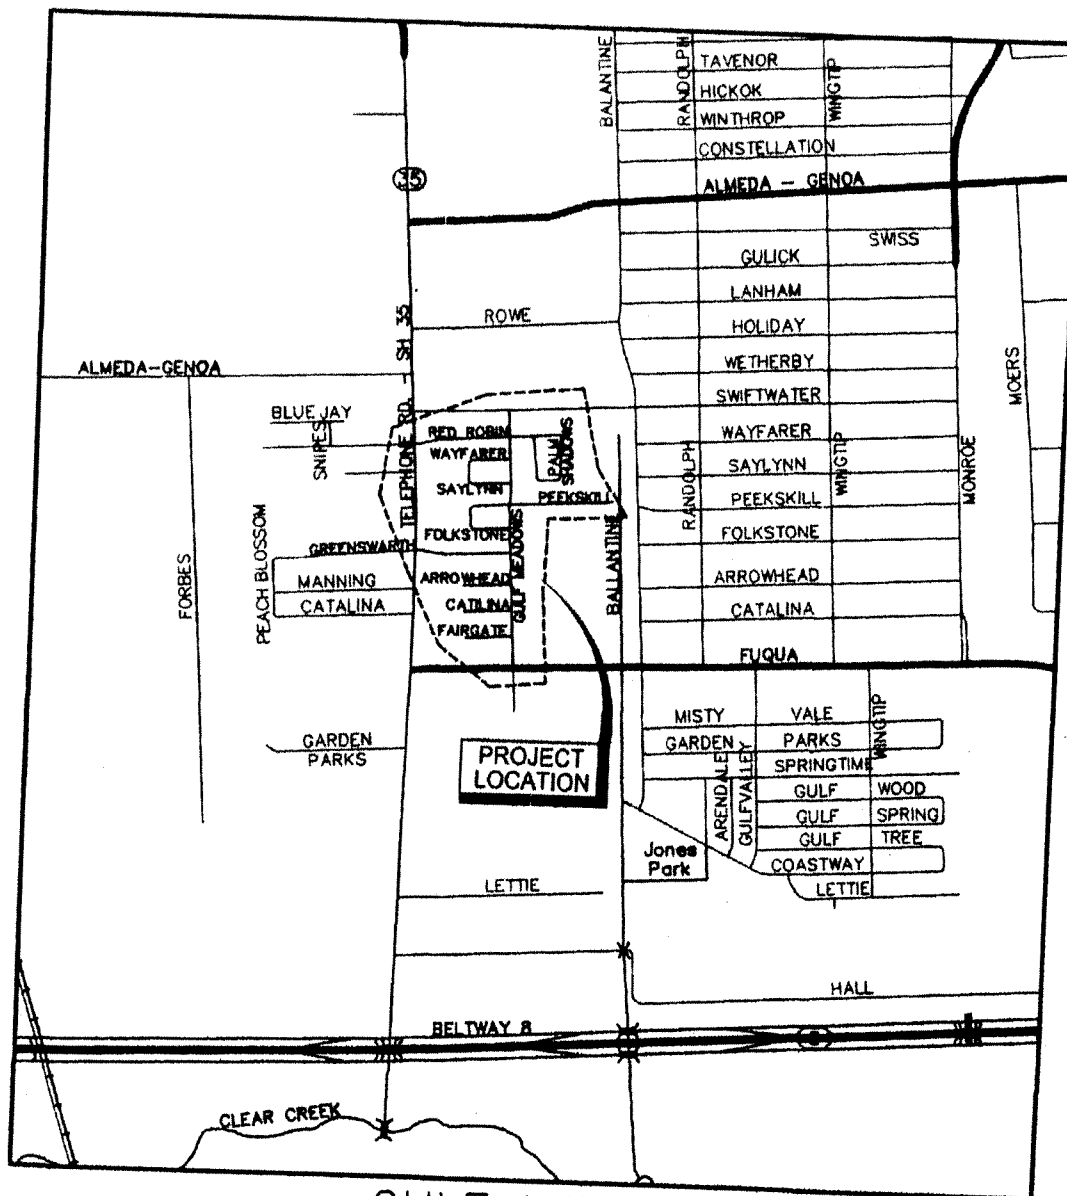 BALANTINE
RANDOLPH
TAVENOR
WINGTIP
HICKOK
WINTHROP
CONSTELLATION
35
ALMEDA - GENOA
SWISS
GULICK
LANHAM
TELEPHONE RD. - SH 35
ROWE
HOLIDAY
ALMEDA-GENOA
WETHERBY
MOERS
SWIFTWATER
BLUE JAY
SNIPES
RED ROBIN
PALM
SHADOWS
WAYFARER
WAYFARER
RANDOLPH
WINGTIP
MONROE
SAYLYNN
SAYLYNN
PEEKSKILL
PEEKSKILL
FORBES
PEACH BLOSSOM
FOLKSTONE
FOLKSTONE
GREENSWARTH
GULF MEADOWS
BALLANTINE
MANNING
ARROWHEAD
ARROWHEAD
CATALINA
CATILINA
CATALINA
FAIRGATE
FUQUA
MISTY VALE
WINGTIP
GARDEN
PARKS
GARDEN PARKS
PROJECT
LOCATION
SPRINGTIME
ARENDALE
GULFVALLEY
GULF WOOD
GULF SPRING
GULF TREE
Jones
Park
COASTWAY
LETTIE
LETTIE
HALL
BELTWAY 8
8
CLEAR CREEK